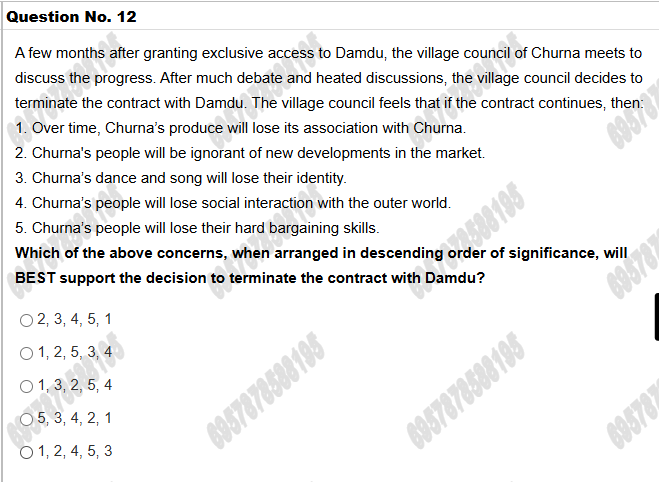 Question No. 12
A few months after granting exclusive access to Damdu, the village council of Churna meets to
discuss the progress. After much debate and heated discussions, the village council decides to
terminate the contract with Damdu. The village council feels that if the contract continues, then:
1. Over time, Churna's produce will lose its association with Churna.
2. Churna's people will be ignorant of new developments in the market.
3. Churna's dance and song will lose their identity.
4. Churna's people will lose social interaction with the outer world.
5. Churna's people will lose their hard bargaining skills.
Which of the above concerns, when arranged in descending order of significance, will
BEST support the decision to terminate the contract with Damdu?
2, 3, 4, 5, 1
1, 2, 5, 3, 4
1, 3, 2, 5, 4
5, 3, 4, 2, 1
1, 2, 4, 5, 3